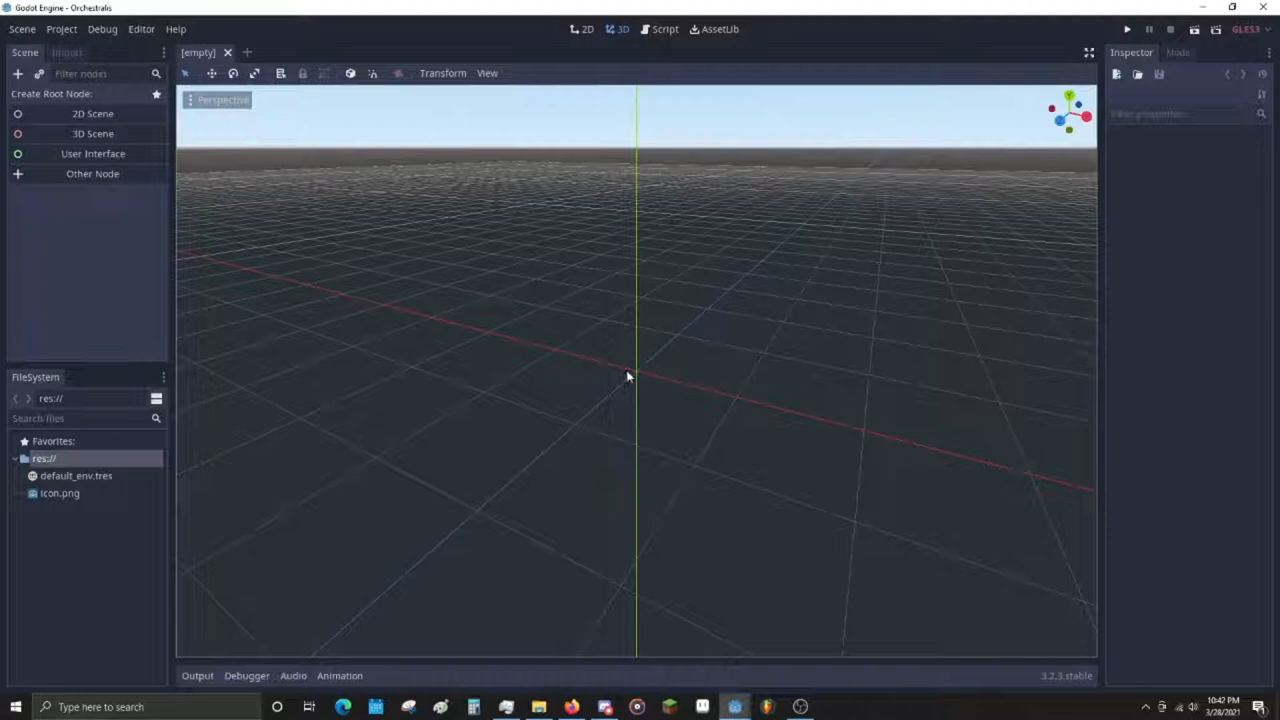 Godot Engine - Orchestralis
Scene Project Debug Editor Help
2D 3D Script AssetLib
GLES3
Scene Import
[empty]
Inspector Node
Filter nodes
Transform View
Create Root Node:
Perspective
Y
2D Scene
Filter properties
3D Scene
User Interface
Other Node
FileSystem
res://
Search files
Favorites:
res://
default_env.tres
icon.png
Output Debugger Audio Animation
3.2.3.stable
Type here to search
10:42 PM
3/28/2021